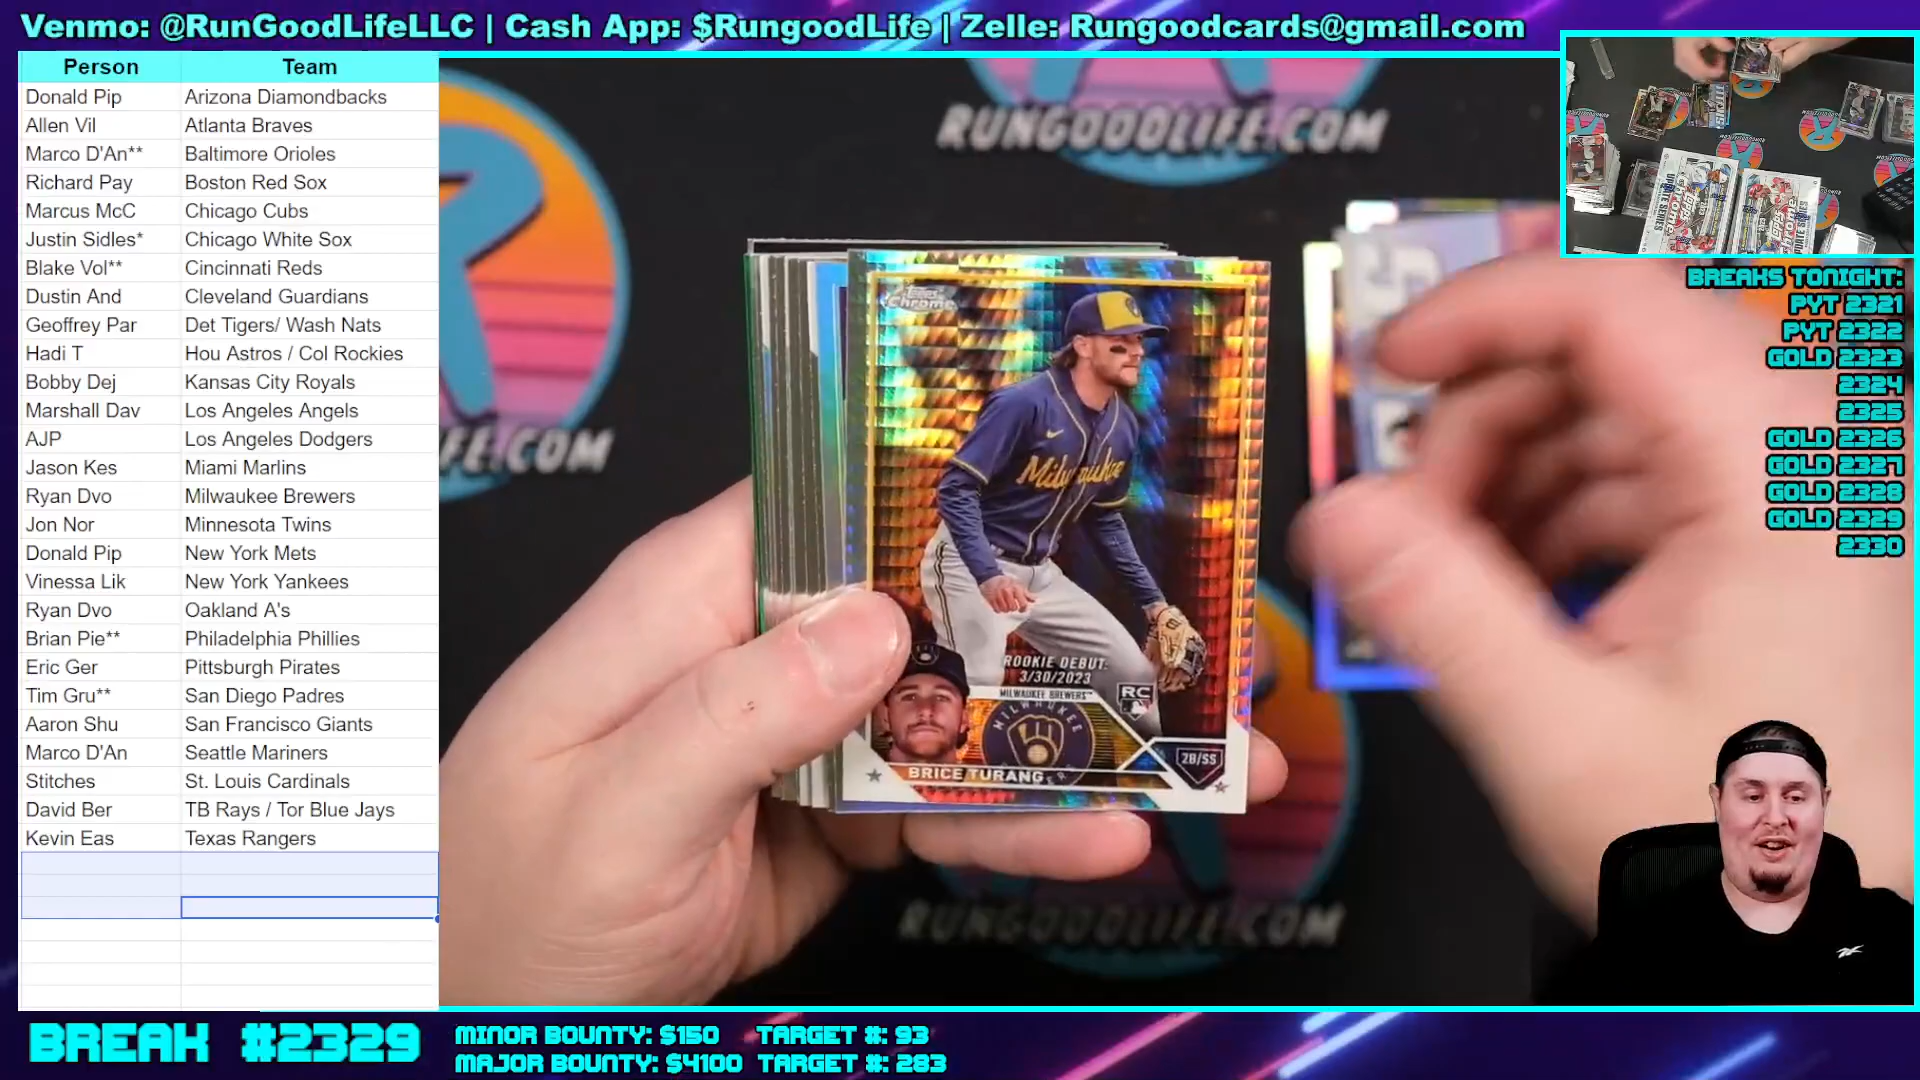 Venmo: @RunGoodLifeLLC | Cash App: $RungoodLife | Zelle: Rungoodcards@gmail.com
Person Team
Donald Pip Arizona Diamondbacks
Allen Vil Atlanta Braves
Marco D'An** Baltimore Orioles
Richard Pay Boston Red Sox
Marcus McC Chicago Cubs
Justin Sidles* Chicago White Sox
Blake Vol** Cincinnati Reds
Dustin And Cleveland Guardians
Geoffrey Par Det Tigers/ Wash Nats
Hadi T Hou Astros / Col Rockies
Bobby Dej Kansas City Royals
Marshall Dav Los Angeles Angels
AJP Los Angeles Dodgers
Jason Kes Miami Marlins
Ryan Dvo Milwaukee Brewers
Jon Nor Minnesota Twins
Donald Pip New York Mets
Vinessa Lik New York Yankees
Ryan Dvo Oakland A's
Brian Pie** Philadelphia Phillies
Eric Ger Pittsburgh Pirates
Tim Gru** San Diego Padres
Aaron Shu San Francisco Giants
Marco D'An Seattle Mariners
Stitches St. Louis Cardinals
David Ber TB Rays / Tor Blue Jays
Kevin Eas Texas Rangers
RUNGOODLIFE.COM
LIFE.COM
Topps
Chrome
Milwaukee
ROOKIE DEBUT:
3/30/2023
MILWAUKEE BREWERS
RC
MILWAUKEE
2B/SS
BRICE TURANG
RUNGOODLIFE.COM
BREAKS TONIGHT:
PYT 2321
PYT 2322
GOLD 2323
2324
2325
GOLD 2326
GOLD 2327
GOLD 2328
GOLD 2329
2330
BREAK #2329
MINOR BOUNTY: $150 TARGET #: 93
MAJOR BOUNTY: $4100 TARGET #: 283